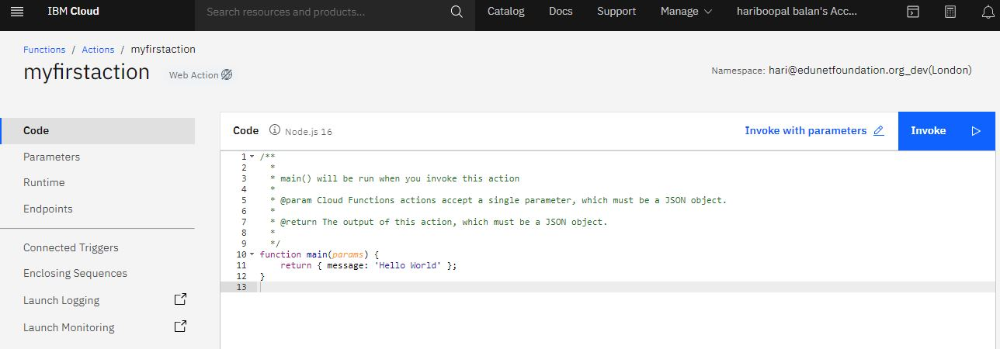 IBM Cloud Search resources and products... Catalog Docs Support Manage hariboopal balan's Acc...
Functions / Actions / myfirstaction
myfirstaction Web Action
Namespace: hari@edunetfoundation.org_dev(London)
Code
Parameters
Runtime
Endpoints
Connected Triggers
Enclosing Sequences
Launch Logging
Launch Monitoring
Code Node.js 16 Invoke with parameters Invoke
1 /**
2 *
3 * main() will be run when you invoke this action
4 *
5 * @param Cloud Functions actions accept a single parameter, which must be a JSON object.
6 *
7 * @return The output of this action, which must be a JSON object.
8 *
9 */
10 function main(params) {
11 return { message: 'Hello World' };
12 }
13